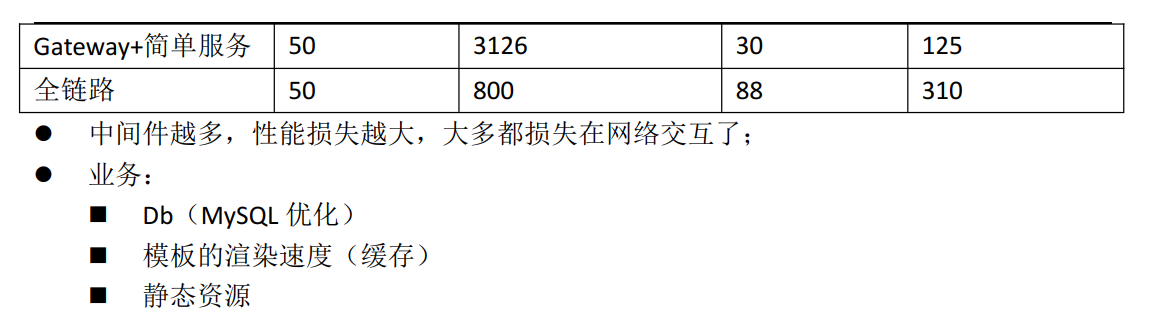 Gateway+简单服务 50 3126 30 125
全链路 50 800 88 310
● 中间件越多，性能损失越大，大多都损失在网络交互了；
● 业务：
■ Db（MySQL 优化）
■ 模板的渲染速度（缓存）
■ 静态资源